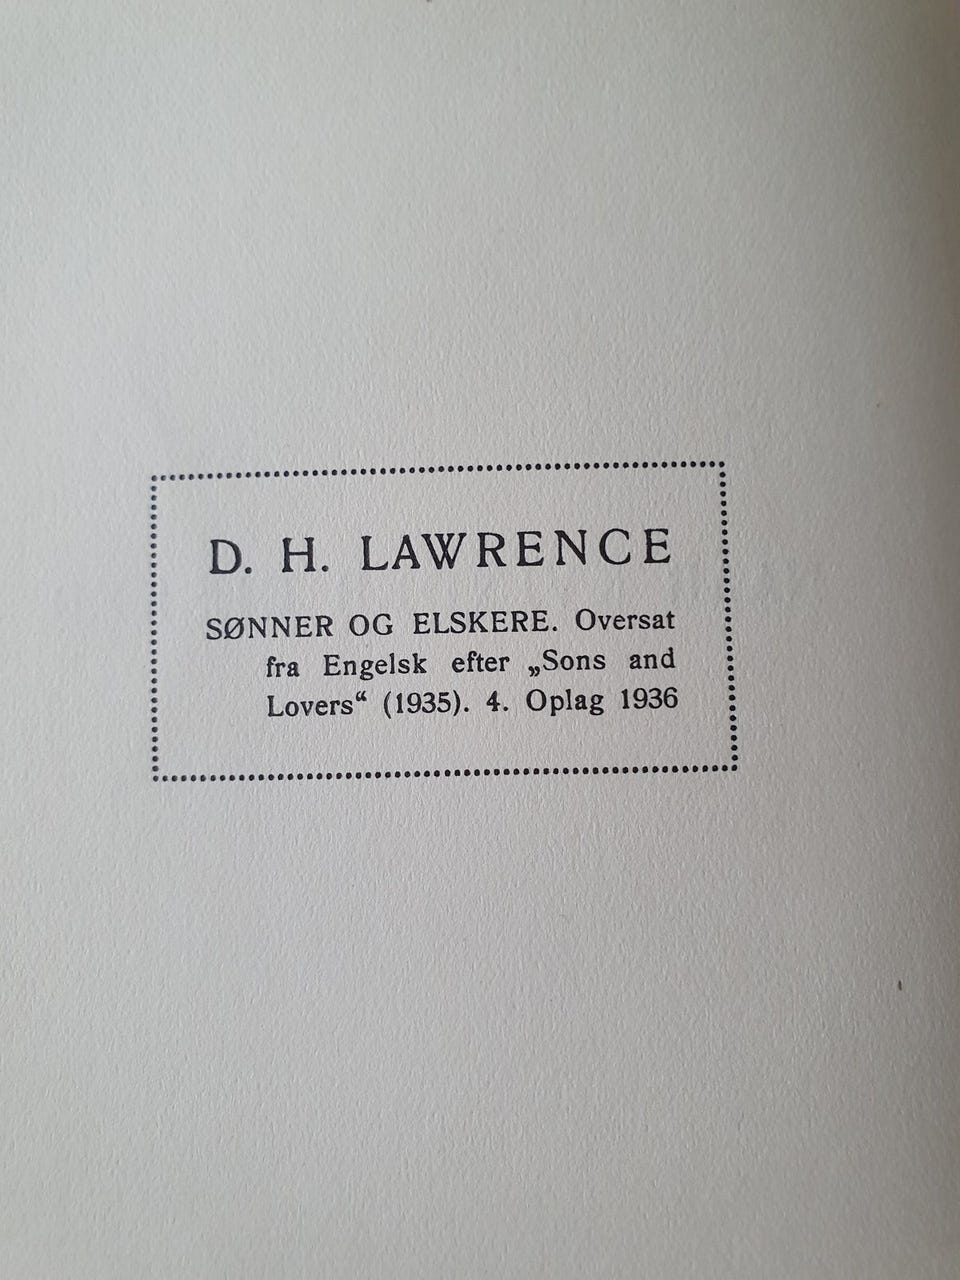 D. H. LAWRENCE
SØNNER OG ELSKERE. Oversat
fra Engelsk efter „Sons and
Lovers“ (1935). 4. Oplag 1936